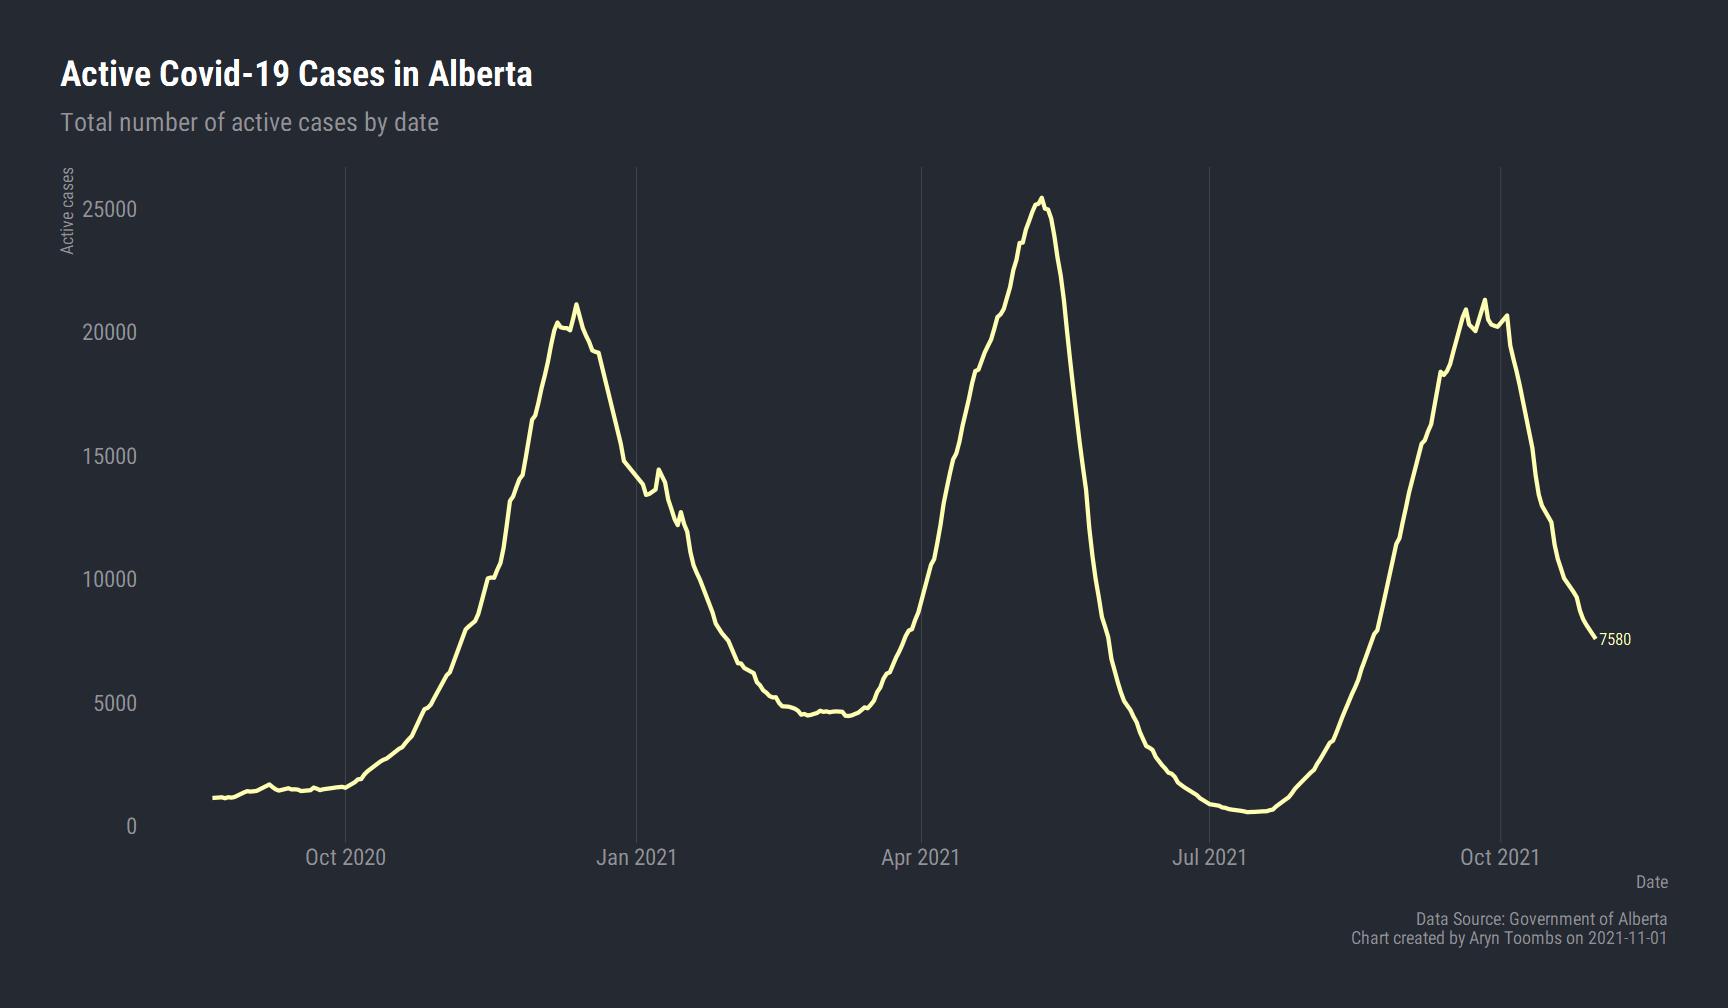 Active Covid-19 Cases in Alberta
Total number of active cases by date
Active cases
25000
20000
15000
10000
5000
0
7580
Oct 2020
Jan 2021
Apr 2021
Jul 2021
Oct 2021
Date
Data Source: Government of Alberta
Chart created by Aryn Toombs on 2021-11-01